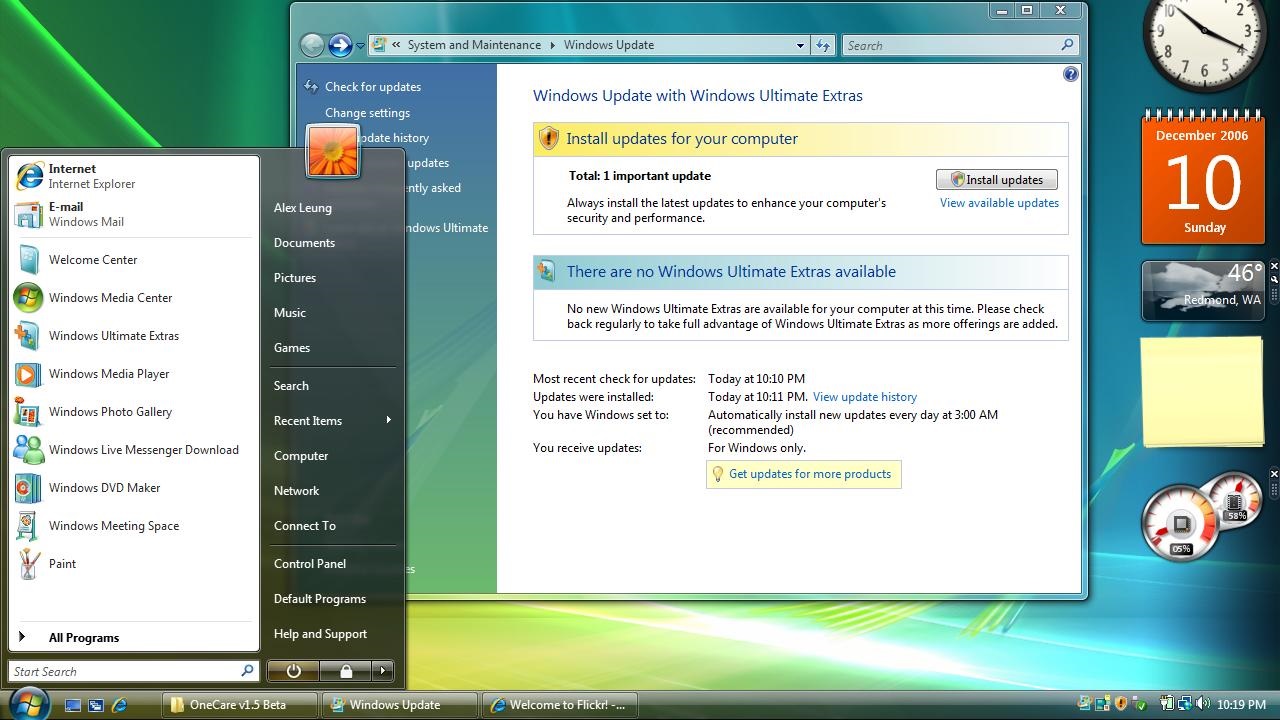 System and Maintenance
Windows Update
Search
Check for updates
Change settings
update history
updates
ently asked
ndows Ultimate
Windows Update with Windows Ultimate Extras
Install updates for your computer
Total: 1 important update
Install updates
Always install the latest updates to enhance your computer's
security and performance.
View available updates
There are no Windows Ultimate Extras available
No new Windows Ultimate Extras are available for your computer at this time. Please check
back regularly to take full advantage of Windows Ultimate Extras as more offerings are added.
Most recent check for updates: Today at 10:10 PM
Updates were installed: Today at 10:11 PM. View update history
You have Windows set to: Automatically install new updates every day at 3:00 AM
(recommended)
You receive updates: For Windows only.
Get updates for more products
Internet
Internet Explorer
E-mail
Windows Mail
Welcome Center
Windows Media Center
Windows Ultimate Extras
Windows Media Player
Windows Photo Gallery
Windows Live Messenger Download
Windows DVD Maker
Windows Meeting Space
Paint
All Programs
Start Search
Alex Leung
Documents
Pictures
Music
Games
Search
Recent Items
Computer
Network
Connect To
Control Panel
Default Programs
Help and Support
10 2 3 4 5 6 7 8
December 2006
10
Sunday
46°
Redmond, WA
58%
05%
OneCare v1.5 Beta
Windows Update
Welcome to Flickr! -...
10:19 PM